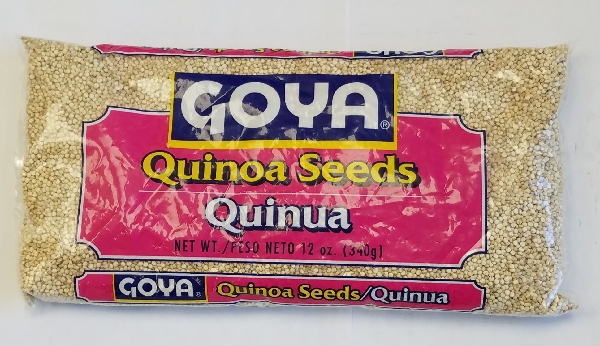 GOYA®
Quinoa Seeds
Quinua
NET WT./PESO NETO 12 oz. (340g)
GOYA® Quinoa Seeds/Quinua